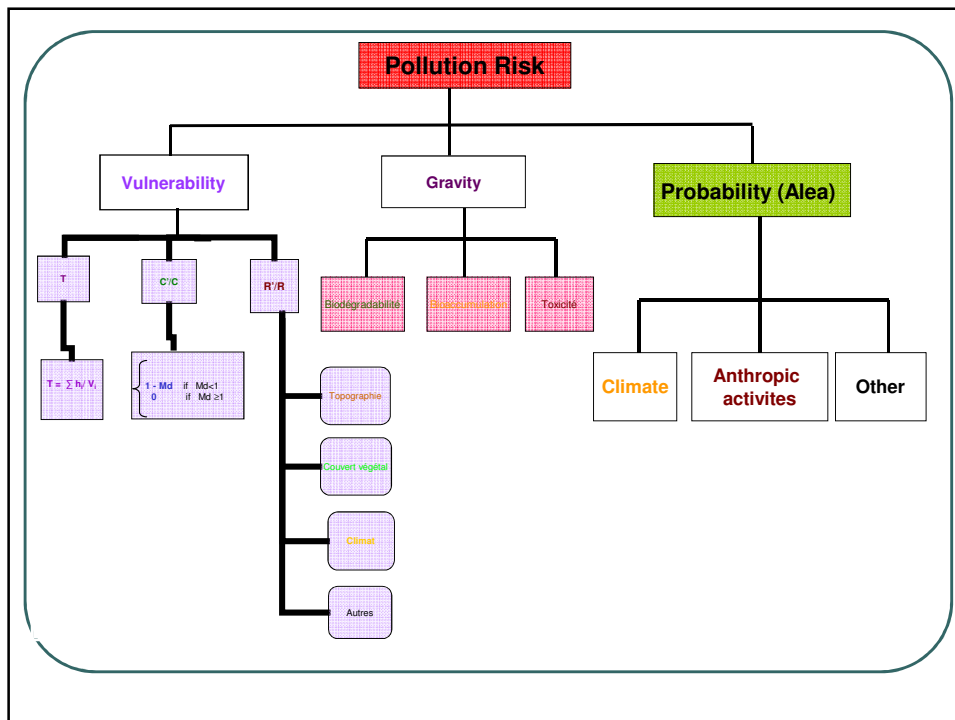 Pollution Risk
Vulnerability
Gravity
Probability (Alea)
T
C'/C
R'/R
Biodégradabilité
Toxicité
T = ∑ hᵢ/ Vᵢ
1 - Md if Md<1
0 if Md ≥1
Topographie
Couvert végétal
Climat
Autres
Climate
Anthropic
activites
Other